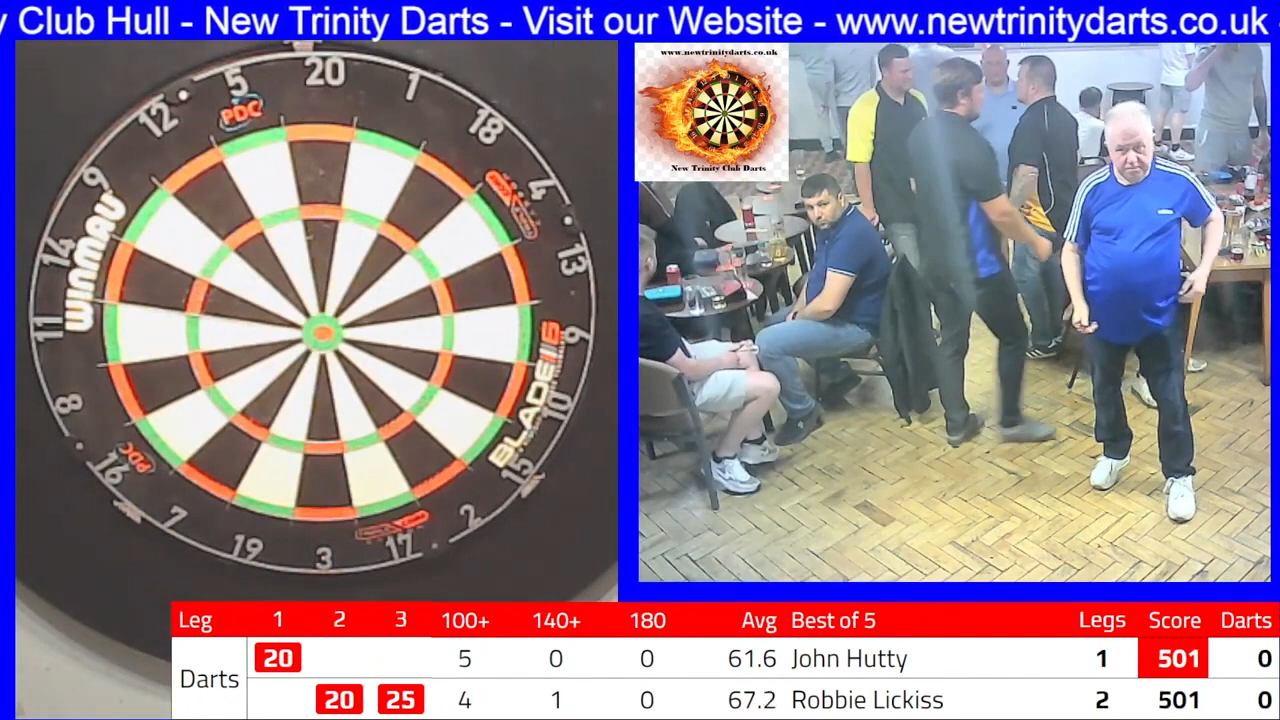 y Club Hull - New Trinity Darts - Visit our Website - www.newtrinitydarts.co.uk
www.newtrinitydarts.co.uk
New Trinity Club Darts
20 1 18 4 13 6 10 15 2 17 3 19 7 16 8 11 14 9 12 5
PDC
WINMAU
BLADE 6
PDC
Leg 1 2 3 100+ 140+ 180 Avg Best of 5 Legs Score Darts
Darts
20 5 0 0 61.6 John Hutty 1 501 0
20 25 4 1 0 67.2 Robbie Lickiss 2 501 0